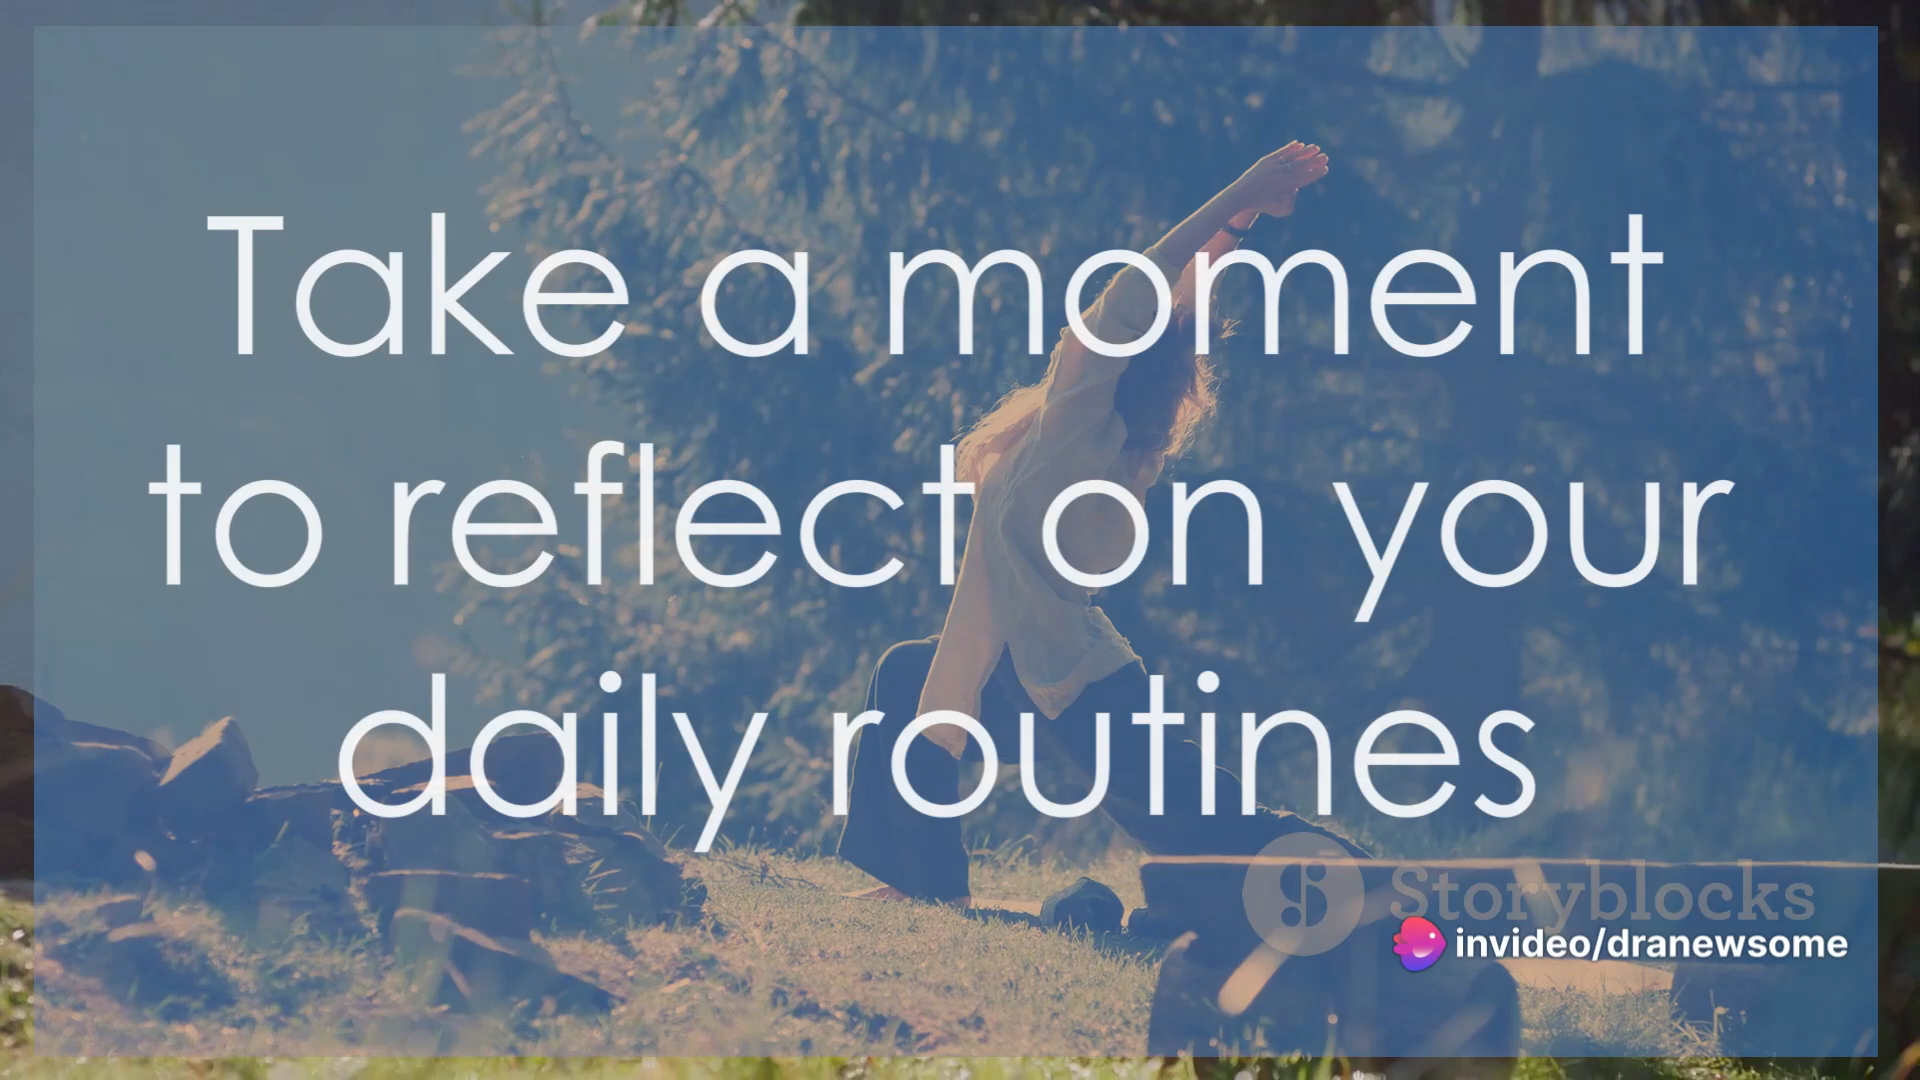 Take a moment
to reflect on your
daily routines
Storyblocks
invideo/dranewsome